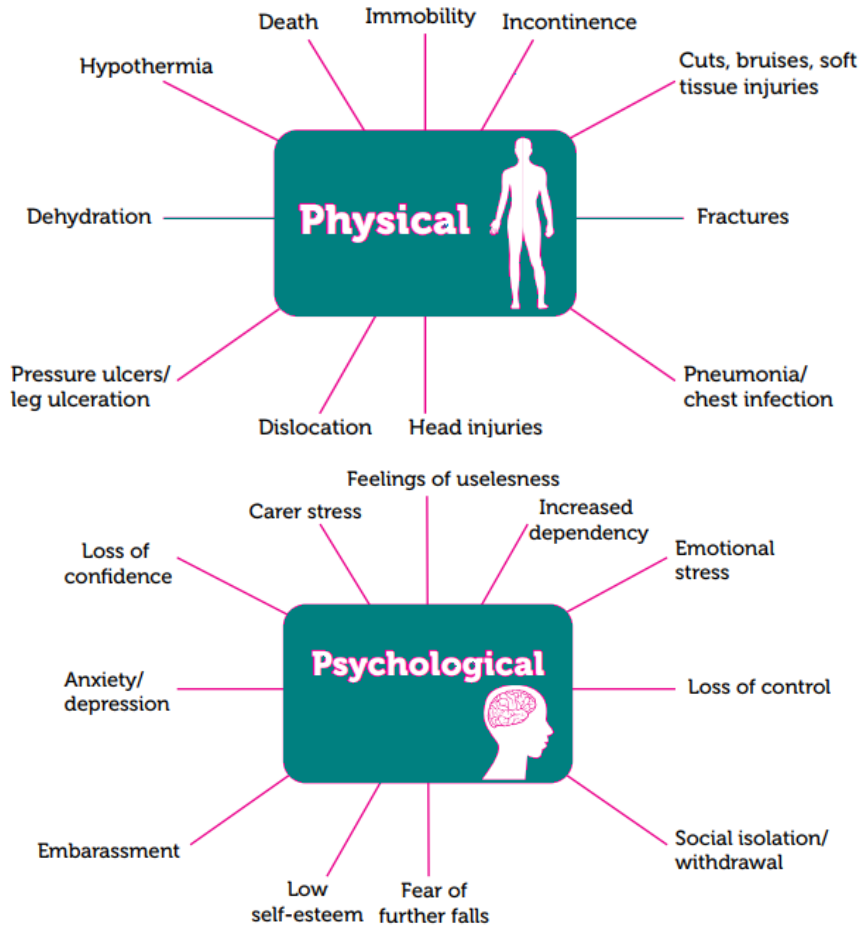 Death
Immobility
Incontinence
Hypothermia
Cuts, bruises, soft
tissue injuries
Dehydration
Physical
Fractures
Pressure ulcers/
leg ulceration
Pneumonia/
chest infection
Dislocation
Head injuries
Feelings of uselesness
Carer stress
Increased
dependency
Loss of
confidence
Emotional
stress
Psychological
Anxiety/
depression
Loss of control
Embarassment
Social isolation/
withdrawal
Low
self-esteem
Fear of
further falls